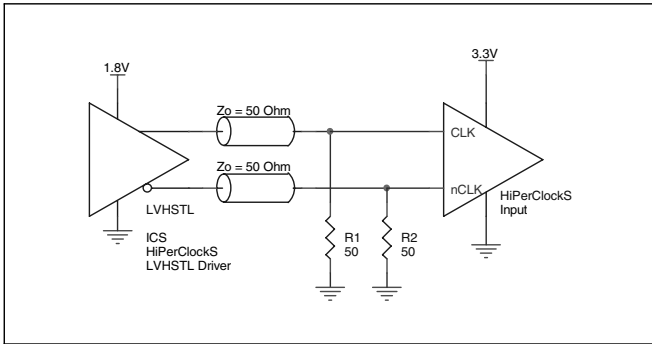 1.8V
3.3V
Zo = 50 Ohm
CLK
Zo = 50 Ohm
nCLK
HiPerClockS
Input
LVHSTL
ICS
HiPerClockS
LVHSTL Driver
R1
50
R2
50